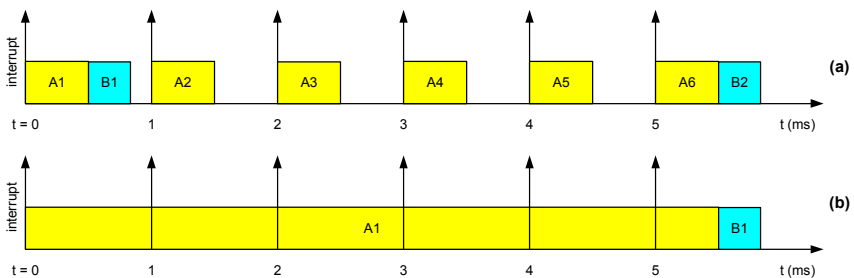 interrupt
A1 B1 A2 A3 A4 A5 A6 B2
(a)
t = 0 1 2 3 4 5 t (ms)
interrupt
A1 B1
(b)
t = 0 1 2 3 4 5 t (ms)